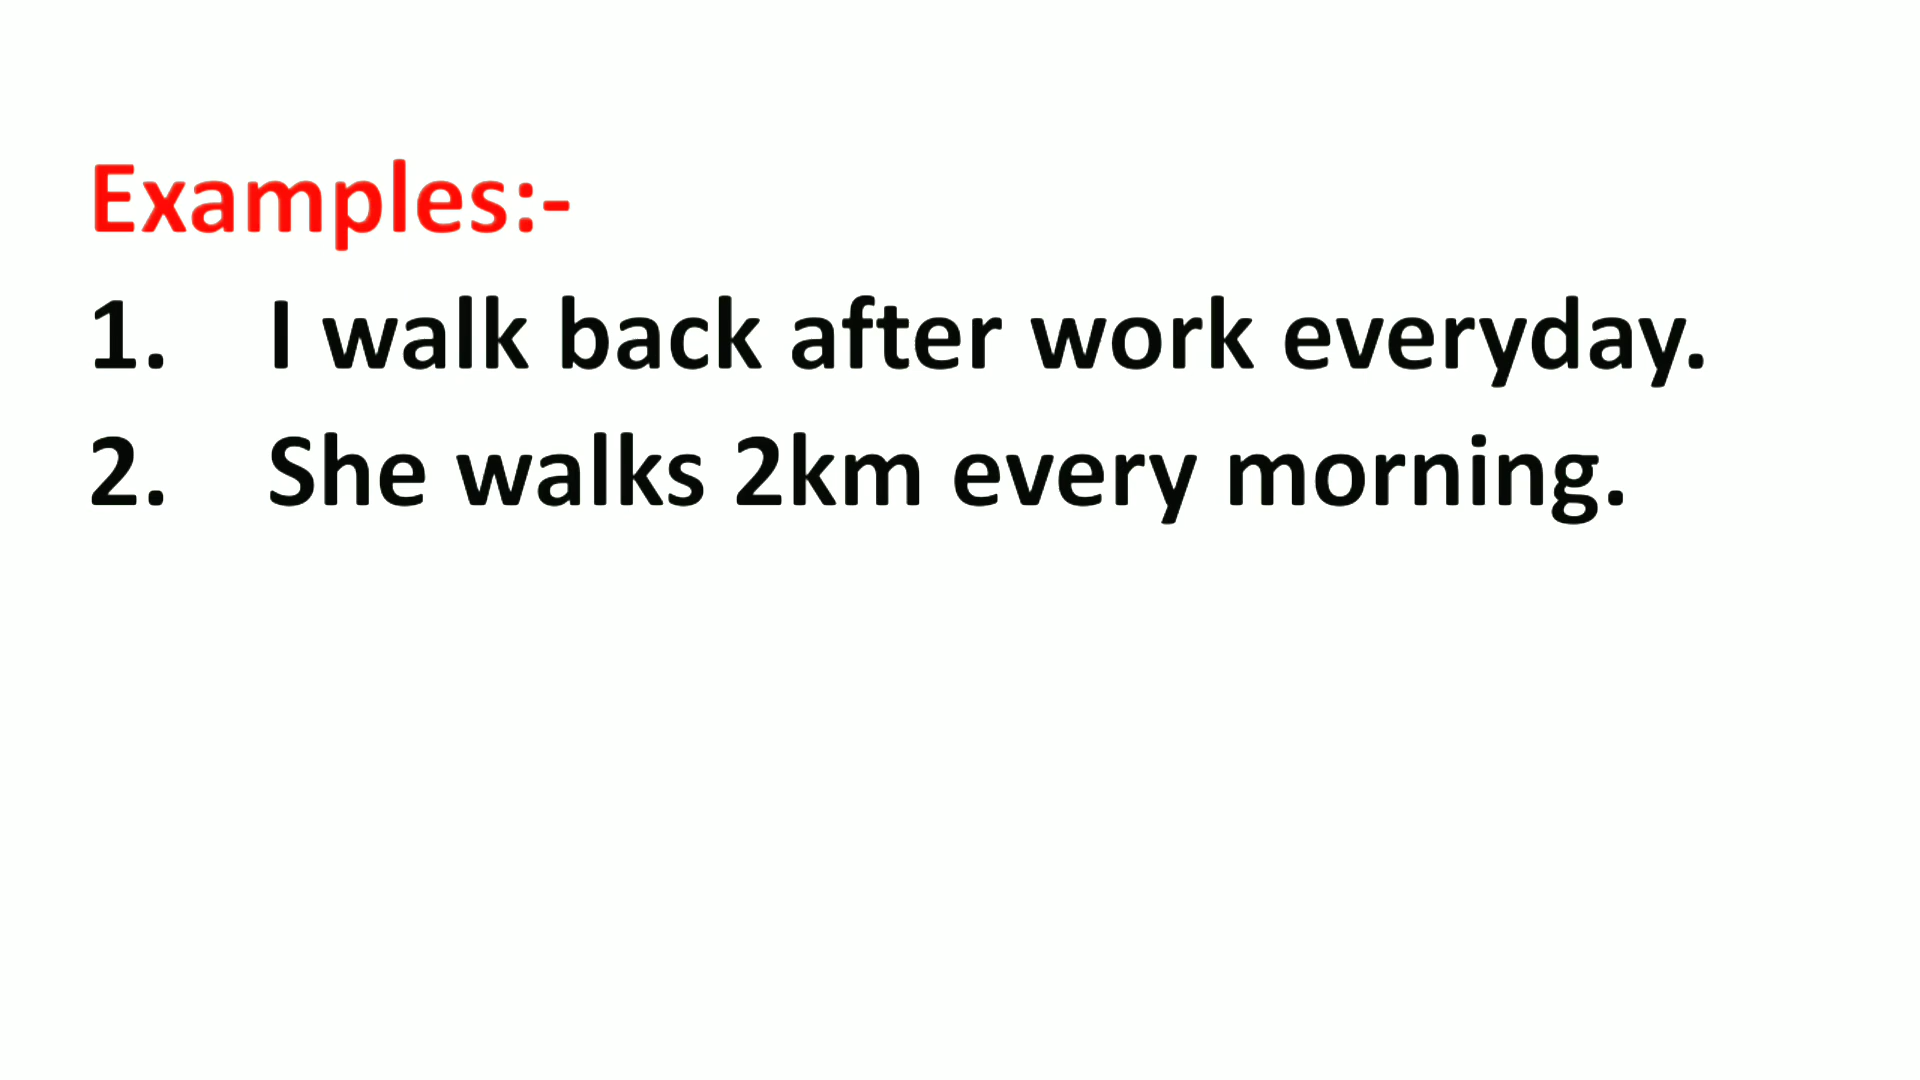 Examples:-
1. I walk back after work everyday.
2. She walks 2km every morning.